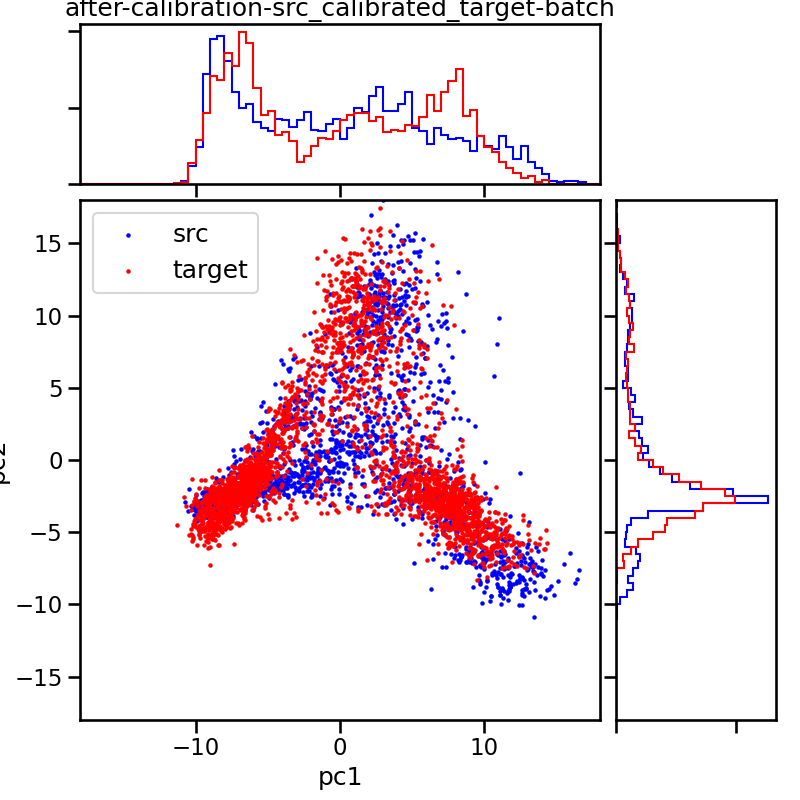 after-calibration-src_calibrated_target-batch
src
target
15
10
5
0
−5
−10
−15
−10 0 10
pc1
pc2